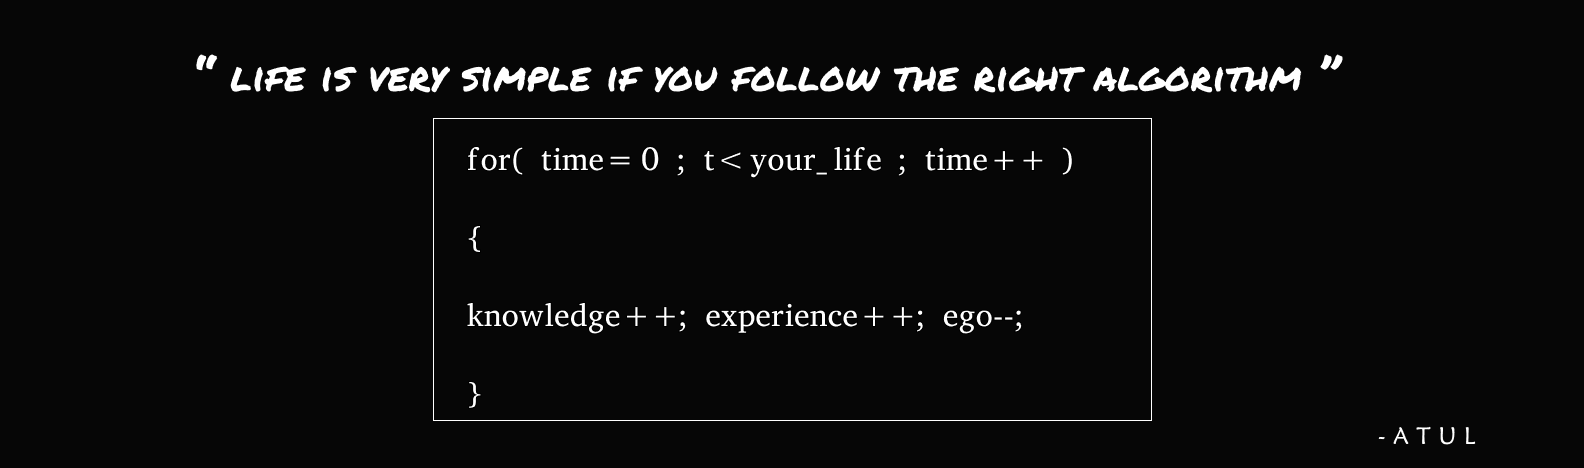 “ LIFE IS VERY SIMPLE IF YOU FOLLOW THE RIGHT ALGORITHM ”
for( time=0 ; t<your_life ; time++ )
{
knowledge++; experience++; ego--;
}
-ATUL